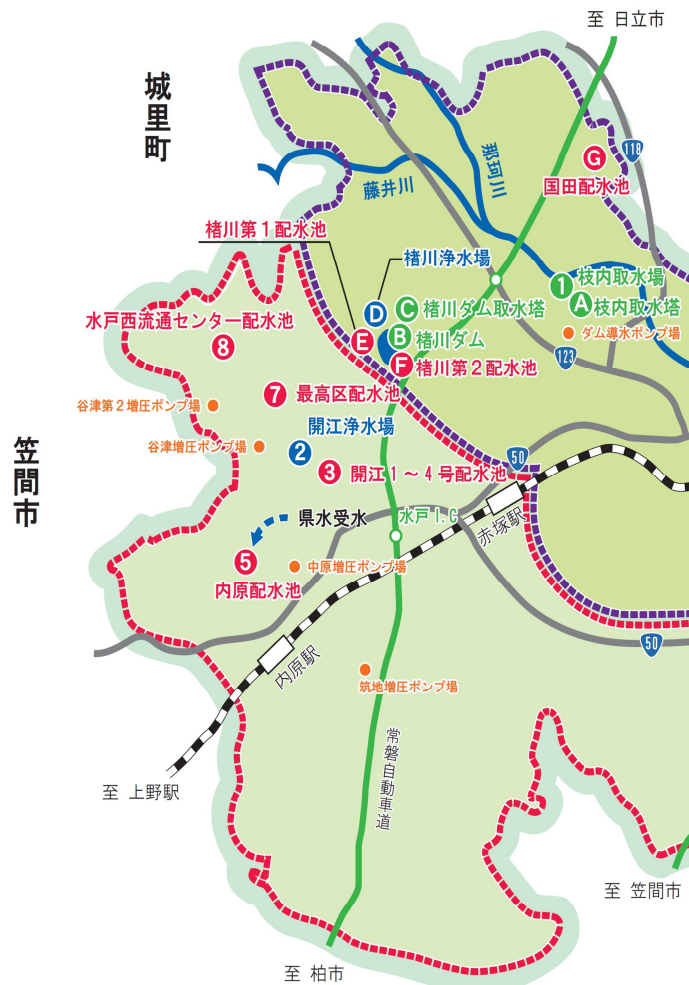 至 日立市
城里町
118
G
那珂川
国田配水池
藤井川
楮川第1配水池
楮川浄水場
枝内取水場
1
A
枝内取水塔
D
C
楮川ダム取水塔
水戸西流通センター配水池
E
B
楮川ダム
ダム導水ポンプ場
8
F
楮川第2配水池
123
7
最高区配水池
谷津第2増圧ポンプ場
開江浄水場
笠間市
谷津増圧ポンプ場
2
50
3
開江1～4号配水池
県水受水
水戸I.C
赤塚駅
5
中原増圧ポンプ場
内原配水池
50
内原駅
筑地増圧ポンプ場
常磐自動車道
至 上野駅
至 笠間市
至 柏市